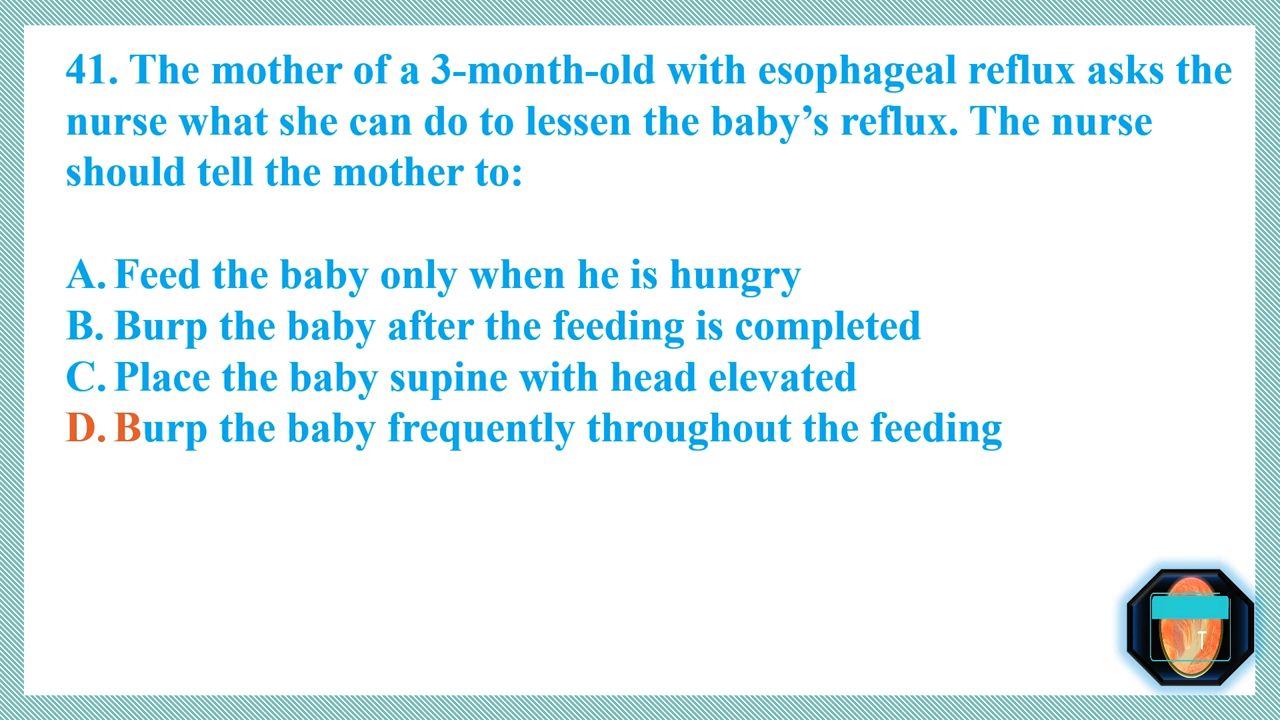 41. The mother of a 3-month-old with esophageal reflux asks the
nurse what she can do to lessen the baby’s reflux. The nurse
should tell the mother to:
A. Feed the baby only when he is hungry
B. Burp the baby after the feeding is completed
C. Place the baby supine with head elevated
D. Burp the baby frequently throughout the feeding
T